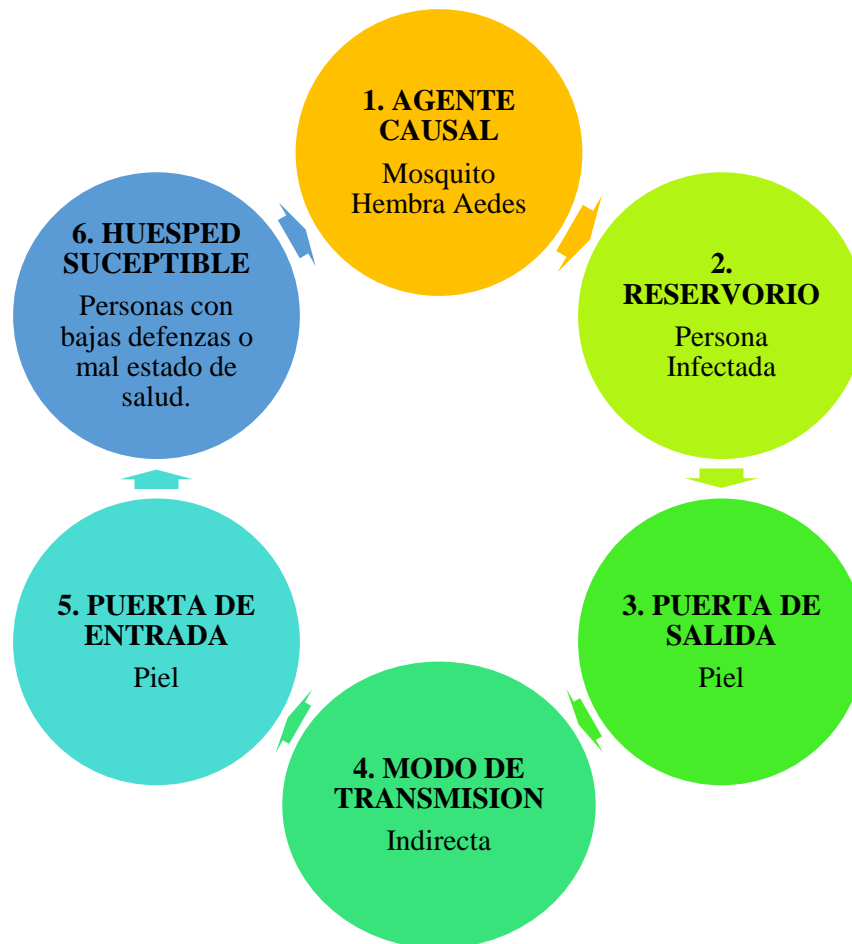 1. AGENTE
CAUSAL
Mosquito
Hembra Aedes
2.
RESERVORIO
Persona
Infectada
3. PUERTA DE
SALIDA
Piel
4. MODO DE
TRANSMISION
Indirecta
5. PUERTA DE
ENTRADA
Piel
6. HUESPED
SUCEPTIBLE
Personas con
bajas defenzas o
mal estado de
salud.